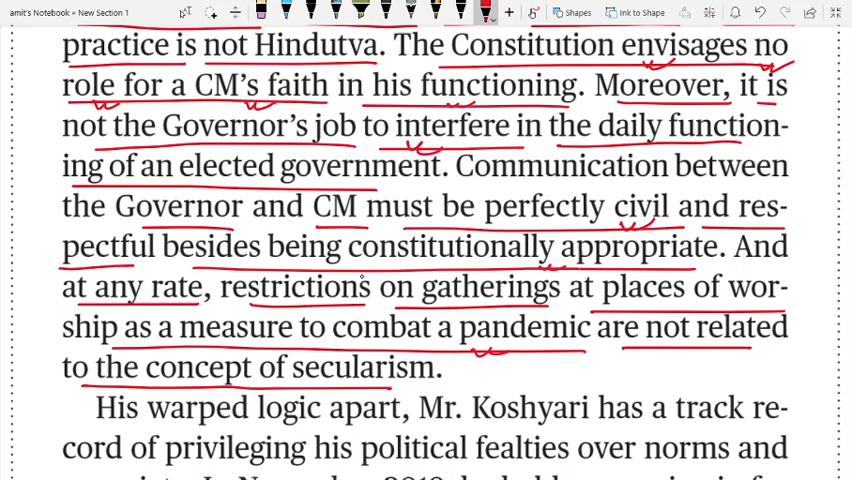 amit's Notebook » New Section 1
Shapes
Ink to Shape
practice is not Hindutva. The Constitution envisages no
role for a CM's faith in his functioning. Moreover, it is
not the Governor's job to interfere in the daily function-
ing of an elected government. Communication between
the Governor and CM must be perfectly civil and res-
pectful besides being constitutionally appropriate. And
at any rate, restrictions on gatherings at places of wor-
ship as a measure to combat a pandemic are not related
to the concept of secularism.
His warped logic apart, Mr. Koshyari has a track re-
cord of privileging his political fealties over norms and